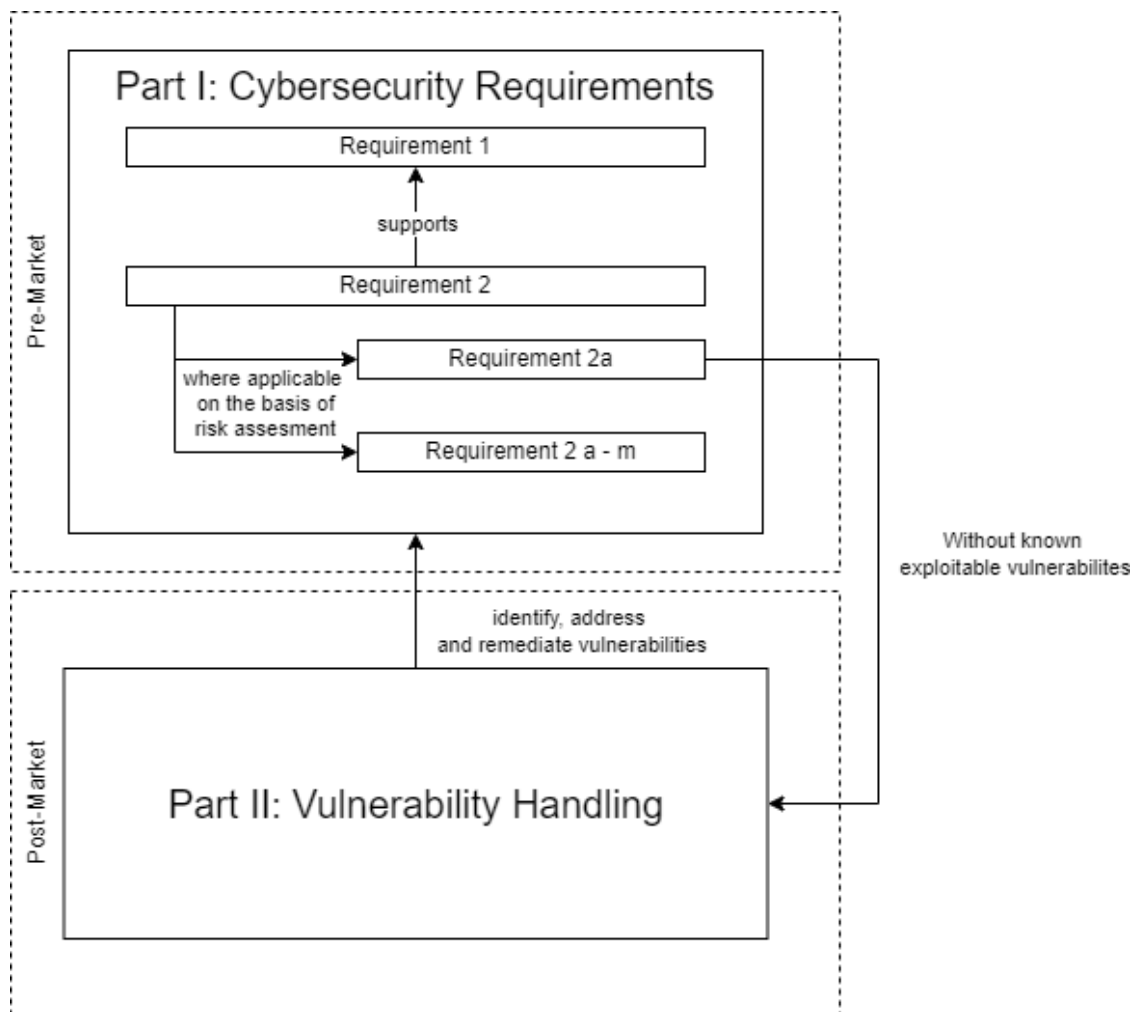 Part I: Cybersecurity Requirements
Requirement 1
supports
Requirement 2
Requirement 2a
where applicable
on the basis of
risk assesment
Requirement 2 a - m
Pre-Market
Without known
exploitable vulnerabilites
identify, address
and remediate vulnerabilities
Part II: Vulnerability Handling
Post-Market